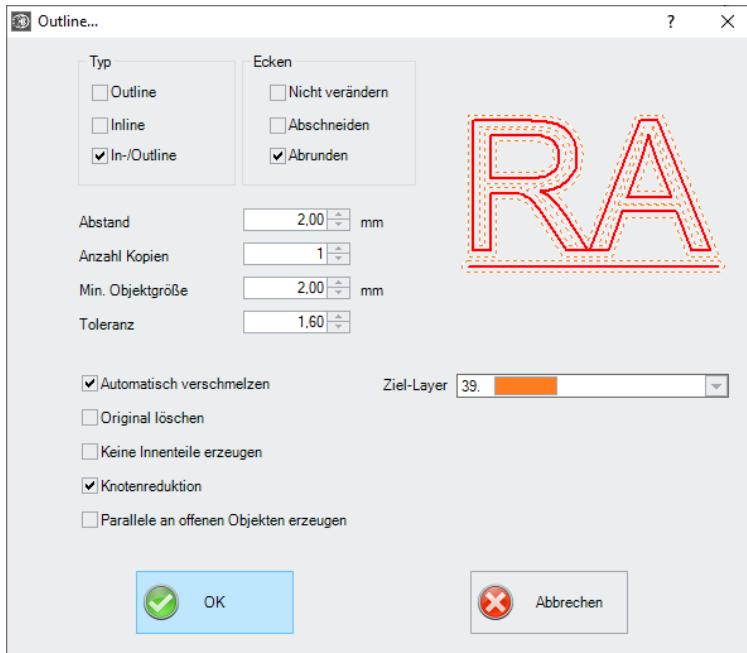 Outline...
?
Typ
Outline
Inline
In-/Outline
Ecken
Nicht verändern
Abschneiden
Abrunden
RA
Abstand 2,00 mm
Anzahl Kopien 1
Min. Objektgröße 2,00 mm
Toleranz 1,60
Automatisch verschmelzen
Original löschen
Keine Innenteile erzeugen
Knotenreduktion
Parallele an offenen Objekten erzeugen
Ziel-Layer 39.
OK
Abbrechen